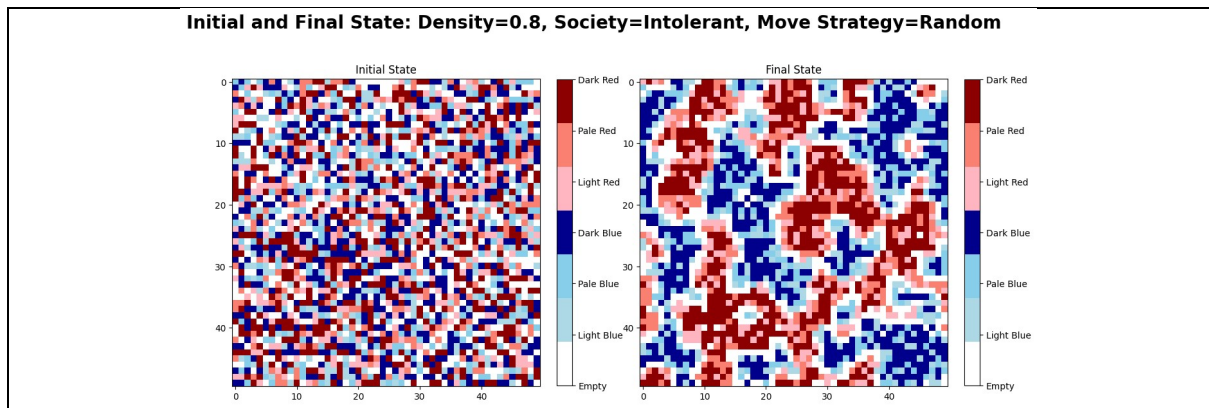 Initial and Final State: Density=0.8, Society=Intolerant, Move Strategy=Random
Initial State
0
10
20
30
40
0
10
20
30
40
Dark Red
Pale Red
Light Red
Dark Blue
Pale Blue
Light Blue
Empty
Final State
0
10
20
30
40
0
10
20
30
40
Dark Red
Pale Red
Light Red
Dark Blue
Pale Blue
Light Blue
Empty